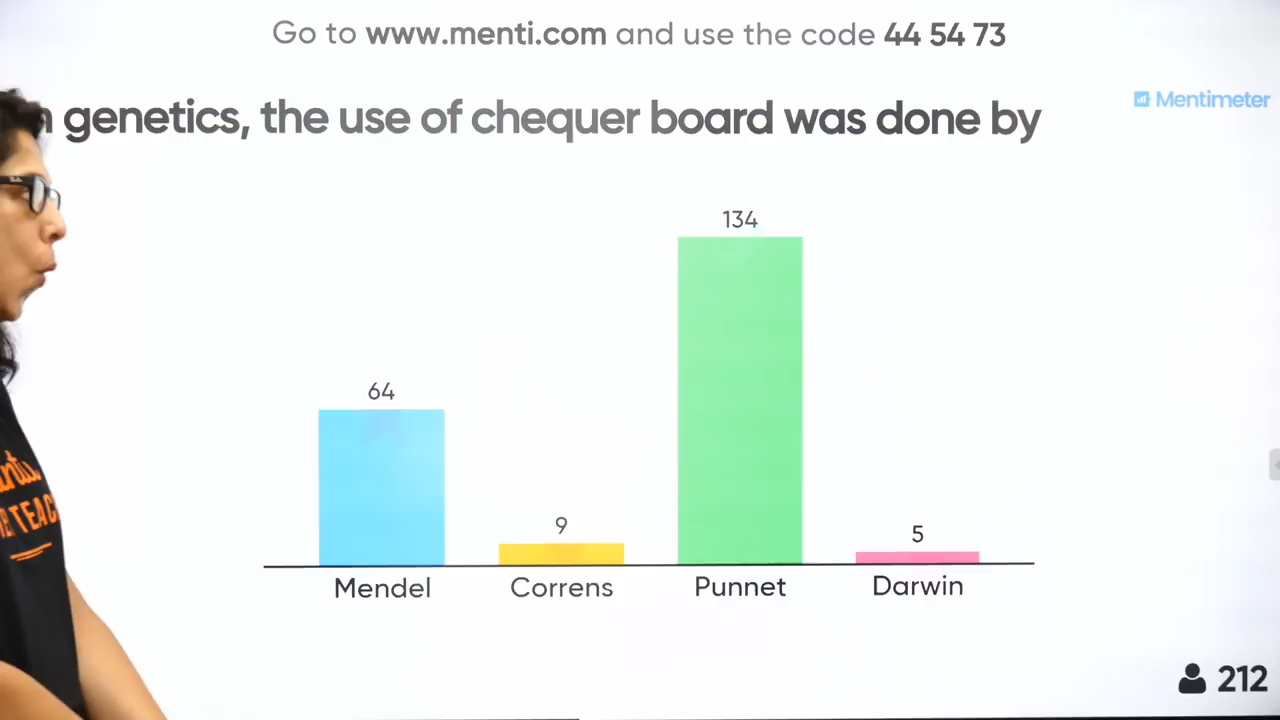 Go to www.menti.com and use the code 44 54 73
genetics, the use of chequer board was done by
Mentimeter
134
64
9
5
Mendel Correns Punnet Darwin
212